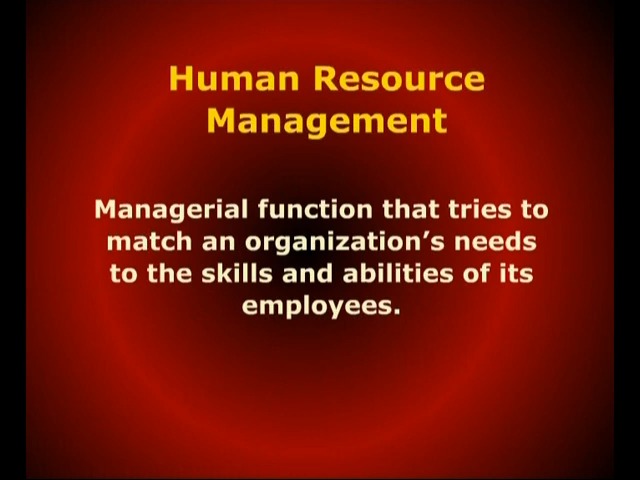 Human Resource
Management
Managerial function that tries to
match an organization’s needs
to the skills and abilities of its
employees.